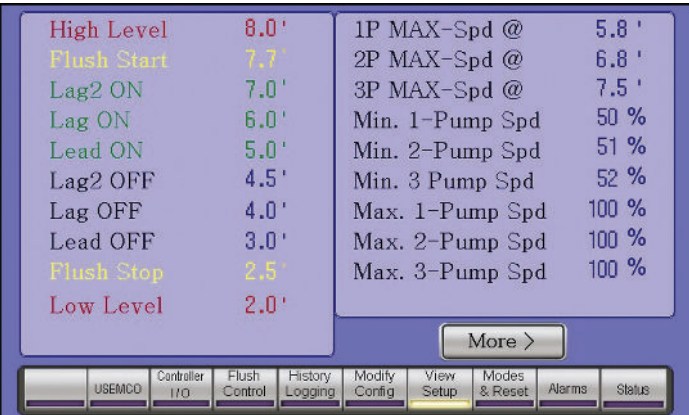 High Level 8.0'
Flush Start 7.7'
Lag2 ON 7.0'
Lag ON 6.0'
Lead ON 5.0'
Lag2 OFF 4.5'
Lag OFF 4.0'
Lead OFF 3.0'
Flush Stop 2.5'
Low Level 2.0'
1P MAX-Spd @ 5.8 '
2P MAX-Spd @ 6.8 '
3P MAX-Spd @ 7.5 '
Min. 1-Pump Spd 50 %
Min. 2-Pump Spd 51 %
Min. 3 Pump Spd 52 %
Max. 1-Pump Spd 100 %
Max. 2-Pump Spd 100 %
Max. 3-Pump Spd 100 %
More >
USEMCO
Controller
I/O
Flush
Control
History
Logging
Modify
Config
View
Setup
Modes
& Reset
Alarms
Status